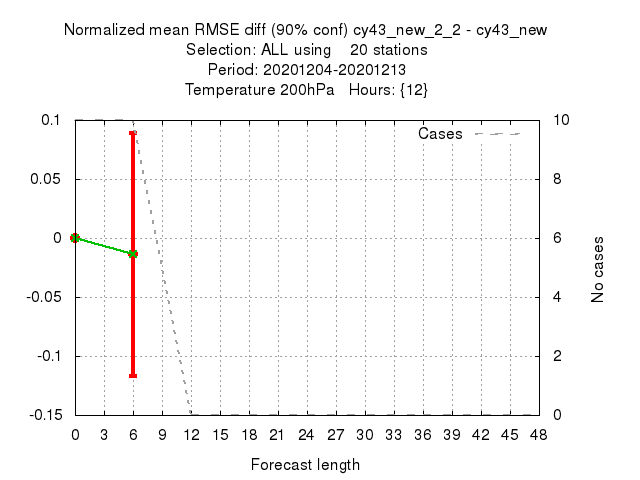 Normalized mean RMSE diff (90% conf) cy43_new_2_2 - cy43_new
Selection: ALL using    20 stations
Period: 20201204-20201213
Temperature 200hPa   Hours: {12}
Cases
0.1
0.05
0
-0.05
-0.1
-0.15
10
8
6
4
2
0
No cases
0 3 6 9 12 15 18 21 24 27 30 33 36 39 42 45 48
Forecast length